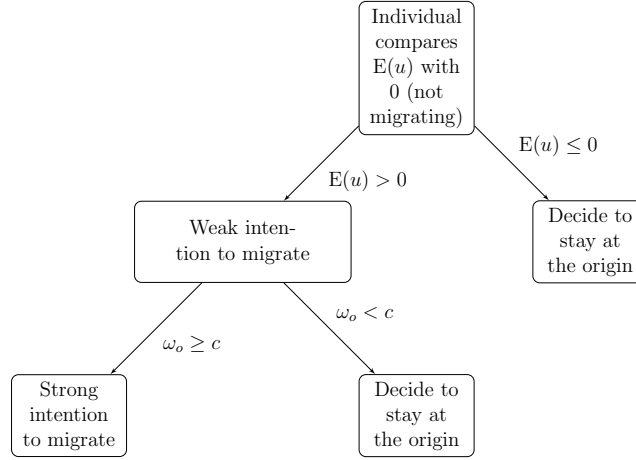 Individual
compares
E(u) with
0 (not
migrating)
E(u) ≤ 0
E(u) > 0
Weak inten-
tion to migrate
Decide to
stay at
the origin
ω_o < c
ω_o ≥ c
Strong
intention
to migrate
Decide to
stay at
the origin